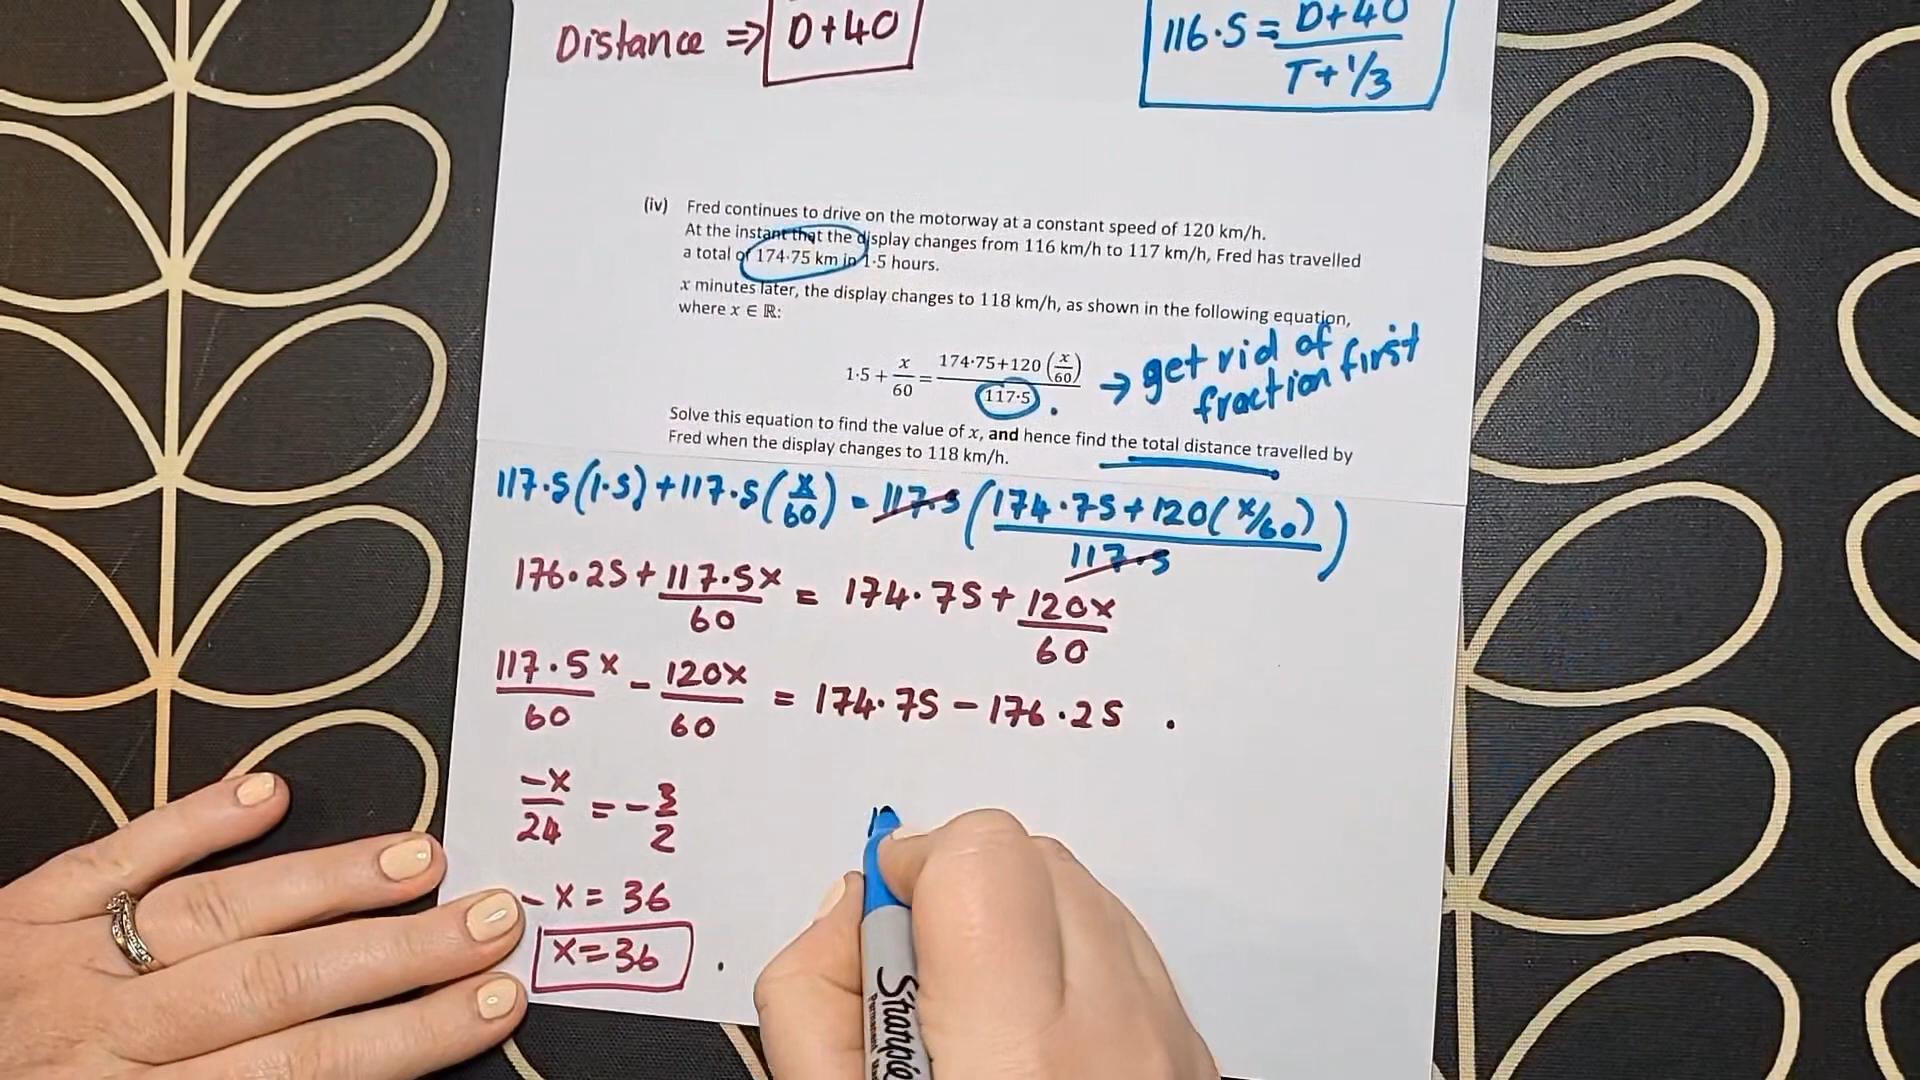 Distance ⇒ D+40
116.5 = D+40
T+1/3
(iv) Fred continues to drive on the motorway at a constant speed of 120 km/h.
At the instant that the display changes from 116 km/h to 117 km/h, Fred has travelled
a total of 174·75 km in 1·5 hours.
x minutes later, the display changes to 118 km/h, as shown in the following equation,
where x ∈ ℝ:
1·5 + x/60 = 174·75+120 (x/60) / 117·5
→ get rid of
fraction first
Solve this equation to find the value of x, and hence find the total distance travelled by
Fred when the display changes to 118 km/h.
117.5(1.5) + 117.5(x/60) = 117.5 (174.75+120(x/60) / 117.5)
176.25 + 117.5x/60 = 174.75 + 120x/60
117.5x/60 - 120x/60 = 174.75 - 176.25
-x/24 = -3/2
-x = 36
x=36
Sharpie